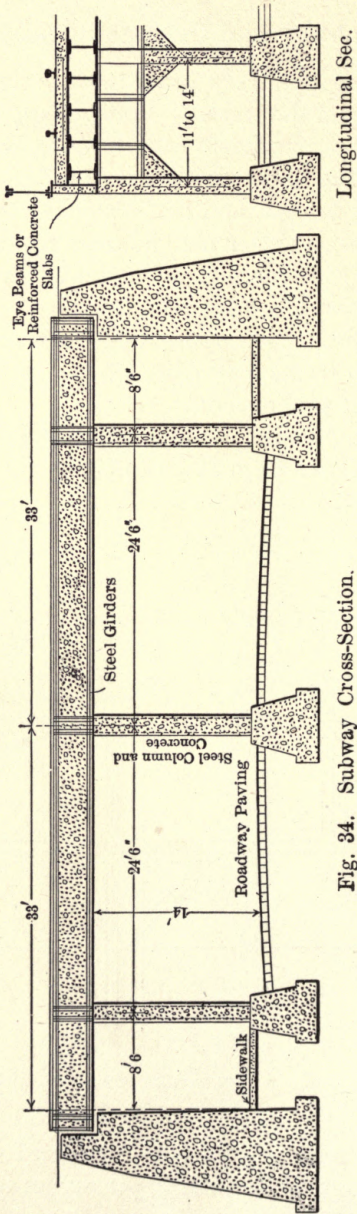 Eye Beams or
Reinforced Concrete
Slabs
33'
33'
8'6
24'6"
24'6"
8'6"
Steel Girders
Steel Column and
Concrete
14'
Roadway Paving
Sidewalk
11' to 14'
Fig. 34. Subway Cross-Section.
Longitudinal Sec.